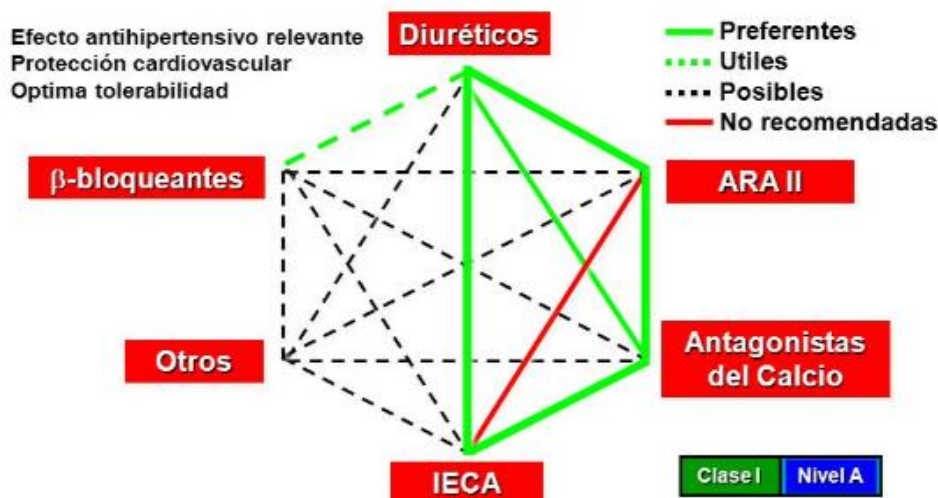 Efecto antihipertensivo relevante
Protección cardiovascular
Optima tolerabilidad
Diuréticos
Preferentes
Utiles
Posibles
No recomendadas
β-bloqueantes
ARA II
Otros
Antagonistas
del Calcio
IECA
Clase I Nivel A